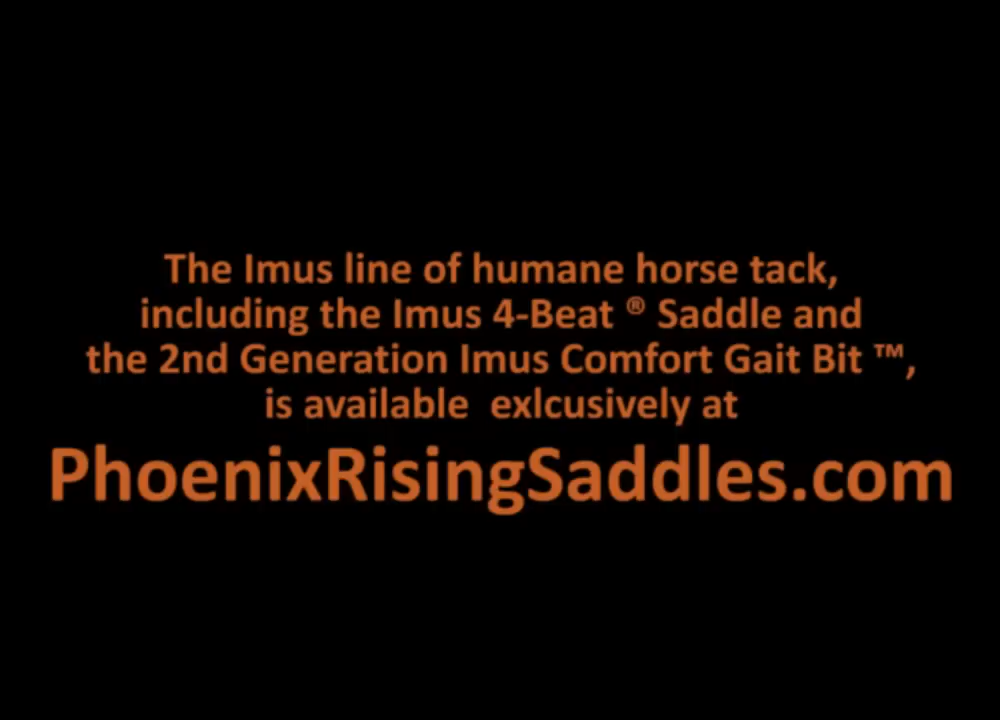 The Imus line of humane horse tack,
including the Imus 4-Beat ® Saddle and
the 2nd Generation Imus Comfort Gait Bit ™,
is available  exlcusively at
PhoenixRisingSaddles.com